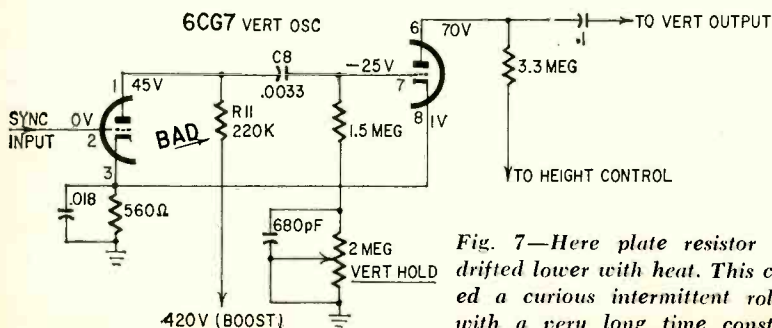 6CG7 VERT OSC
6
70V
TO VERT OUTPUT
.1
C8
.0033
-25V
7
3.3 MEG
1
45V
8
1V
SYNC
INPUT
0V
2
BAD
R11
220K
1.5 MEG
3
TO HEIGHT CONTROL
.018
560Ω
680pF
2 MEG
VERT HOLD
.420V (BOOST)
Fig. 7—Here plate resistor
drifted lower with heat. This c
ed a curious intermittent rol
with a very long time const